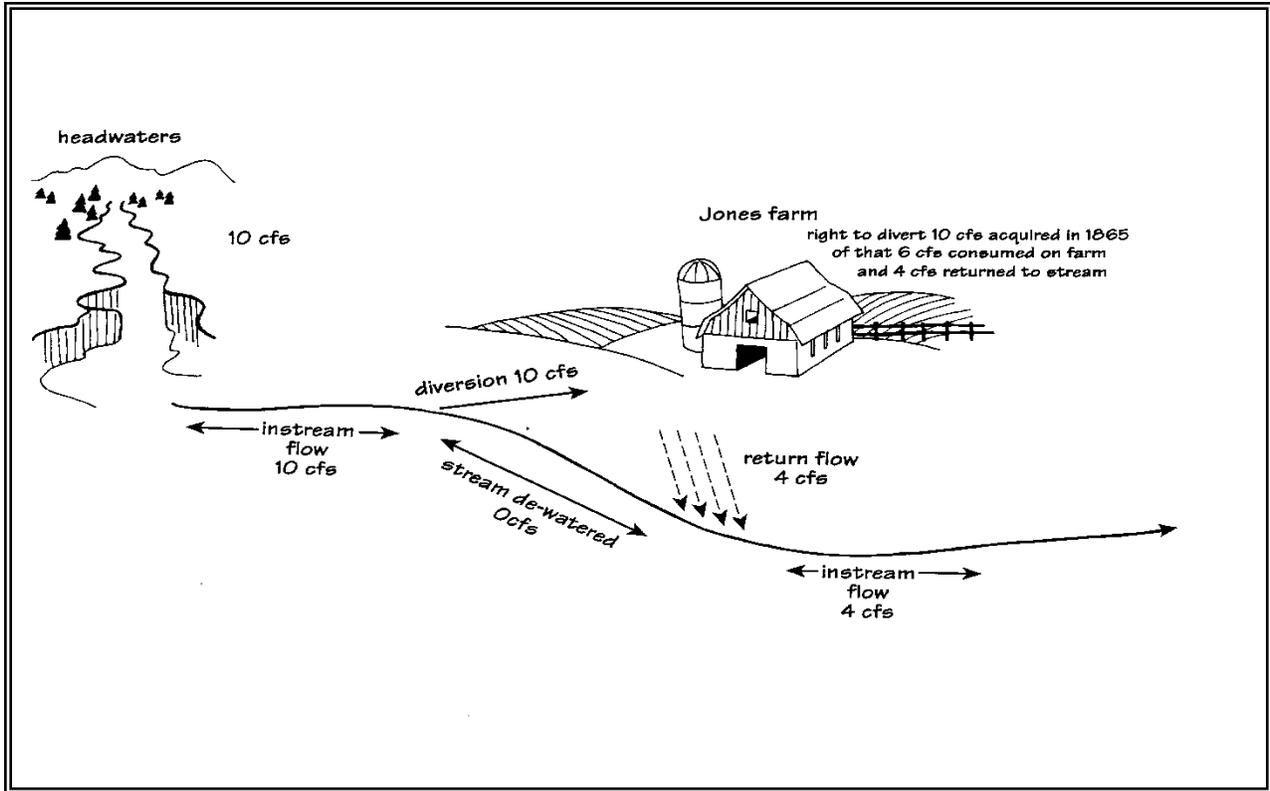 headwaters
10 cfs
Jones farm
right to divert 10 cfs acquired in 1865
of that 6 cfs consumed on farm
and 4 cfs returned to stream
diversion 10 cfs
instream
flow
10 cfs
stream de-watered
0cfs
return flow
4 cfs
instream
flow
4 cfs